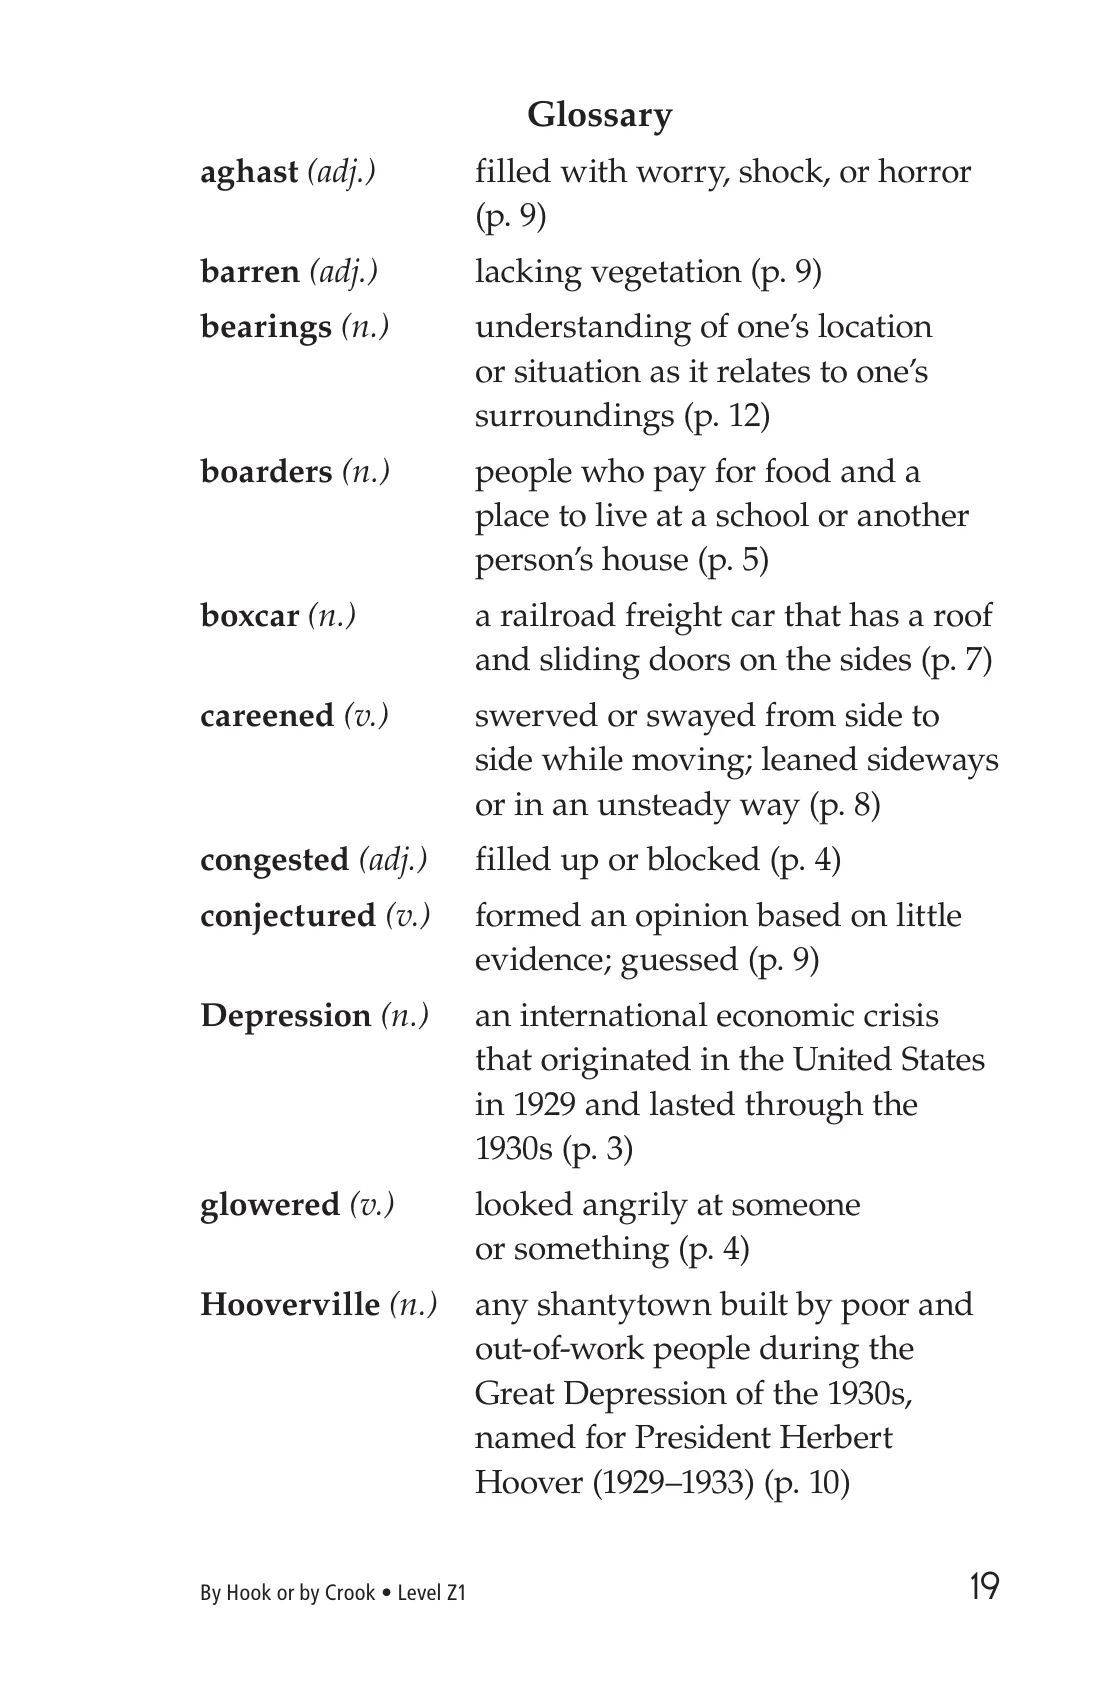 Glossary
aghast (adj.) filled with worry, shock, or horror
(p. 9)
barren (adj.) lacking vegetation (p. 9)
bearings (n.) understanding of one’s location
or situation as it relates to one’s
surroundings (p. 12)
boarders (n.) people who pay for food and a
place to live at a school or another
person’s house (p. 5)
boxcar (n.) a railroad freight car that has a roof
and sliding doors on the sides (p. 7)
careened (v.) swerved or swayed from side to
side while moving; leaned sideways
or in an unsteady way (p. 8)
congested (adj.) filled up or blocked (p. 4)
conjectured (v.) formed an opinion based on little
evidence; guessed (p. 9)
Depression (n.) an international economic crisis
that originated in the United States
in 1929 and lasted through the
1930s (p. 3)
glowered (v.) looked angrily at someone
or something (p. 4)
Hooverville (n.) any shantytown built by poor and
out-of-work people during the
Great Depression of the 1930s,
named for President Herbert
Hoover (1929–1933) (p. 10)
By Hook or by Crook • Level Z1 19